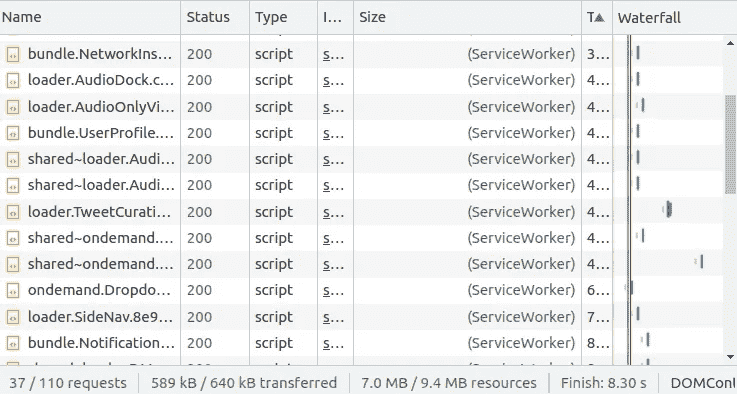 Name Status Type I... Size T▲ Waterfall
bundle.NetworkIns... 200 script s... (ServiceWorker) 3...
loader.AudioDock.c... 200 script s... (ServiceWorker) 4...
loader.AudioOnlyVi... 200 script s... (ServiceWorker) 4...
bundle.UserProfile.... 200 script s... (ServiceWorker) 4...
shared~loader.Audi... 200 script s... (ServiceWorker) 4...
shared~loader.Audi... 200 script s... (ServiceWorker) 4...
loader.TweetCurati... 200 script s... (ServiceWorker) 4...
shared~ondemand.... 200 script s... (ServiceWorker) 4...
shared~ondemand.... 200 script s... (ServiceWorker) 4...
ondemand.Dropdo... 200 script s... (ServiceWorker) 6...
loader.SideNav.8e9... 200 script s... (ServiceWorker) 7...
bundle.Notification... 200 script s... (ServiceWorker) 8...
37 / 110 requests 589 kB / 640 kB transferred 7.0 MB / 9.4 MB resources Finish: 8.30 s DOMConl